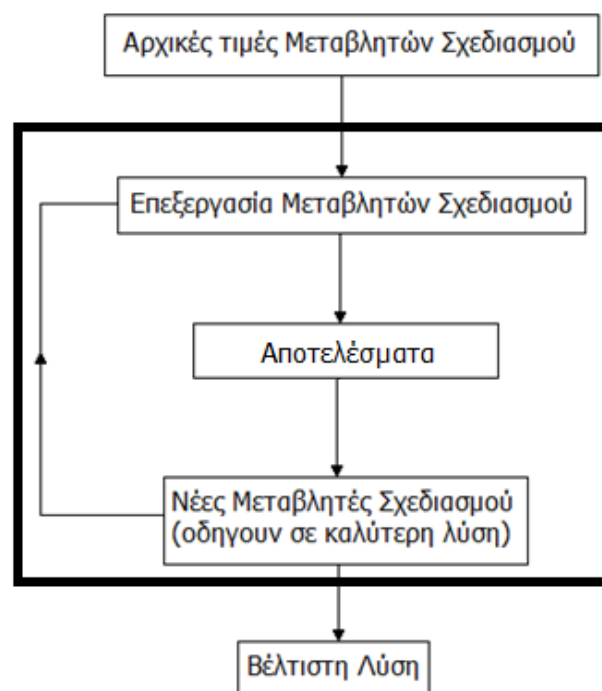 Αρχικές τιμές Μεταβλητών Σχεδιασμού
Επεξεργασία Μεταβλητών Σχεδιασμού
Αποτελέσματα
Νέες Μεταβλητές Σχεδιασμού
(οδηγουν σε καλύτερη λύση)
Βέλτιστη Λύση